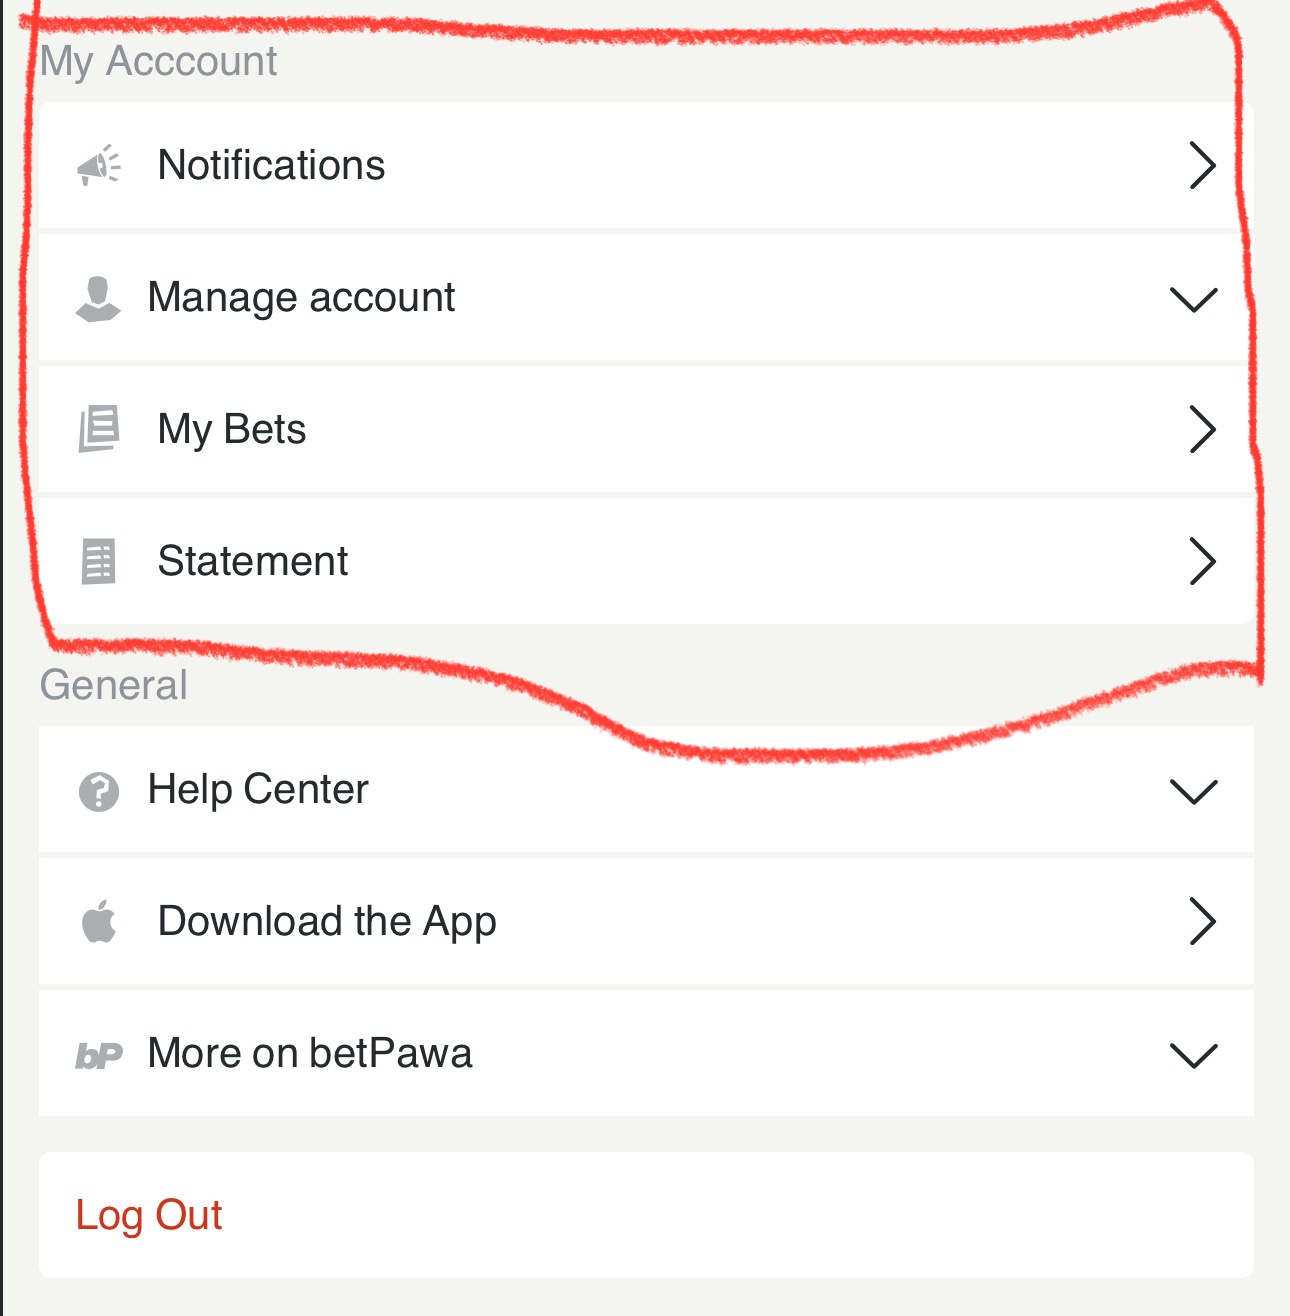 My Acccount
Notifications
Manage account
My Bets
Statement
General
Help Center
Download the App
bP More on betPawa
Log Out